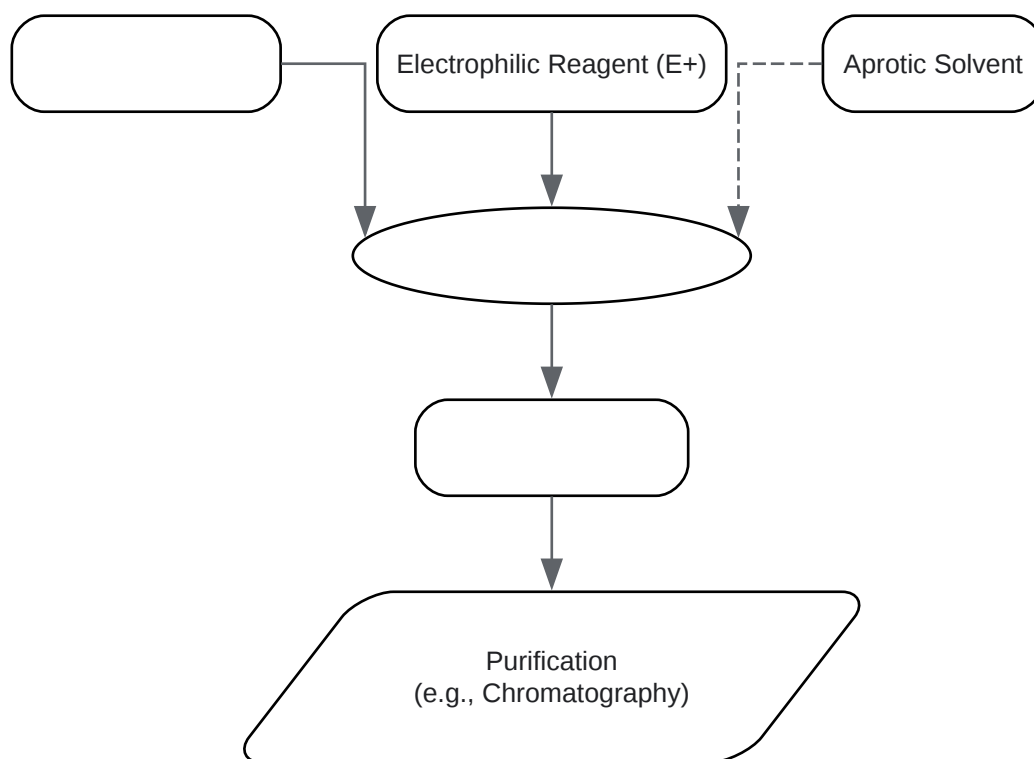 Electrophilic Reagent (E+)
Aprotic Solvent
Purification
(e.g., Chromatography)